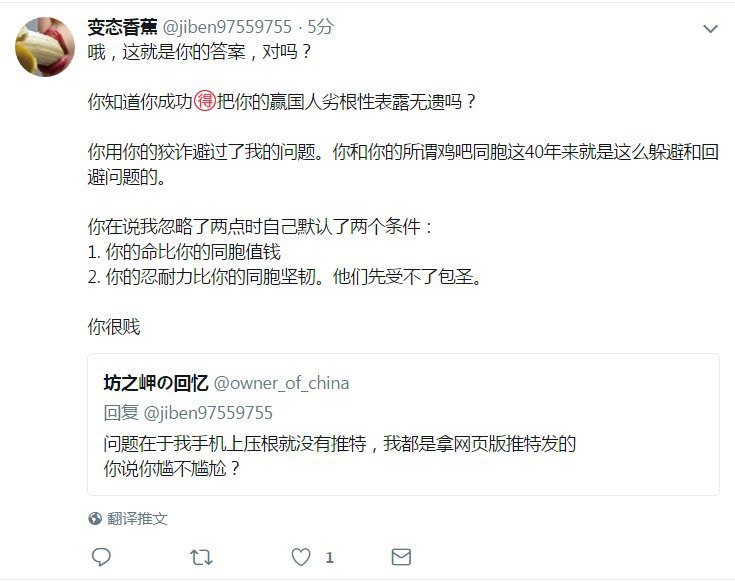 变态香蕉 @jiben97559755 · 5分
哦，这就是你的答案，对吗？
你知道你成功🉐把你的赢国人劣根性表露无遗吗？
你用你的狡诈避过了我的问题。你和你的所谓鸡吧同胞这40年来就是这么躲避和回
避问题的。
你在说我忽略了两点时自己默认了两个条件：
1. 你的命比你的同胞值钱
2. 你的忍耐力比你的同胞坚韧。他们先受不了包圣。
你很贱
坊之岬の回忆 @owner_of_china
回复 @jiben97559755
问题在于我手机上压根就没有推特，我都是拿网页版推特发的
你说你尴不尴尬？
翻译推文
1